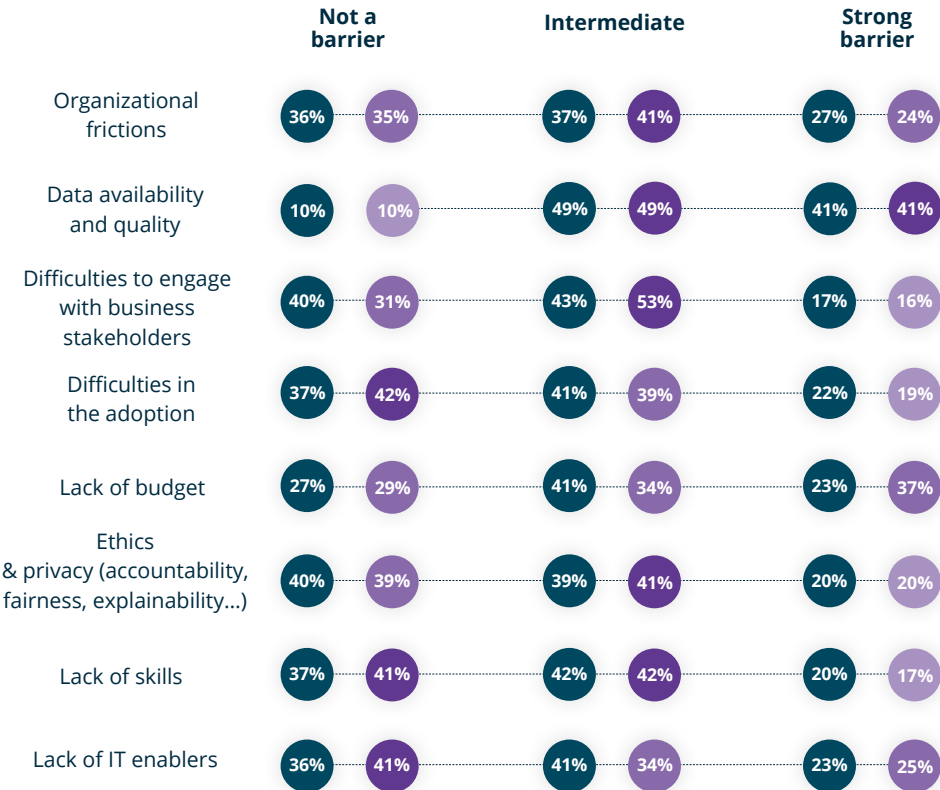 Not a
barrier
Intermediate
Strong
barrier
Organizational
frictions
36% 35% 37% 41% 27% 24%
Data availability
and quality
10% 10% 49% 49% 41% 41%
Difficulties to engage
with business
stakeholders
40% 31% 43% 53% 17% 16%
Difficulties in
the adoption
37% 42% 41% 39% 22% 19%
Lack of budget
27% 29% 41% 34% 23% 37%
Ethics
& privacy (accountability,
fairness, explainability...)
40% 39% 39% 41% 20% 20%
Lack of skills
37% 41% 42% 42% 20% 17%
Lack of IT enablers
36% 41% 41% 34% 23% 25%